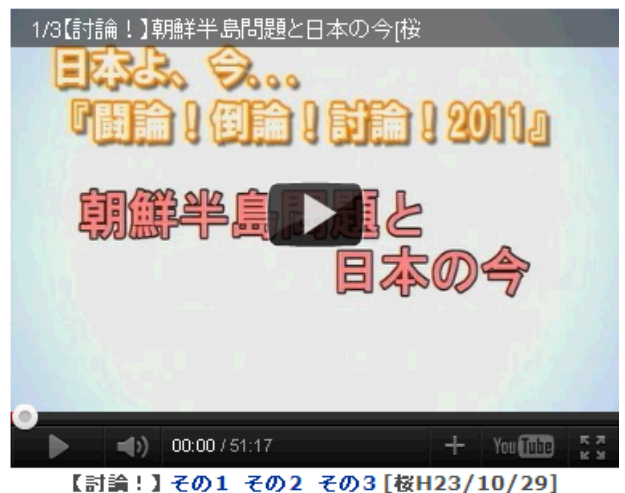 1/3【討論！】朝鮮半島問題と日本の今[桜
日本よ、今...
『闘論！倒論！討論！2011』
朝鮮半島問題と
日本の今
00:00 / 51:17
YouTube
【討論！】その1 その2 その3 [桜H23/10/29]